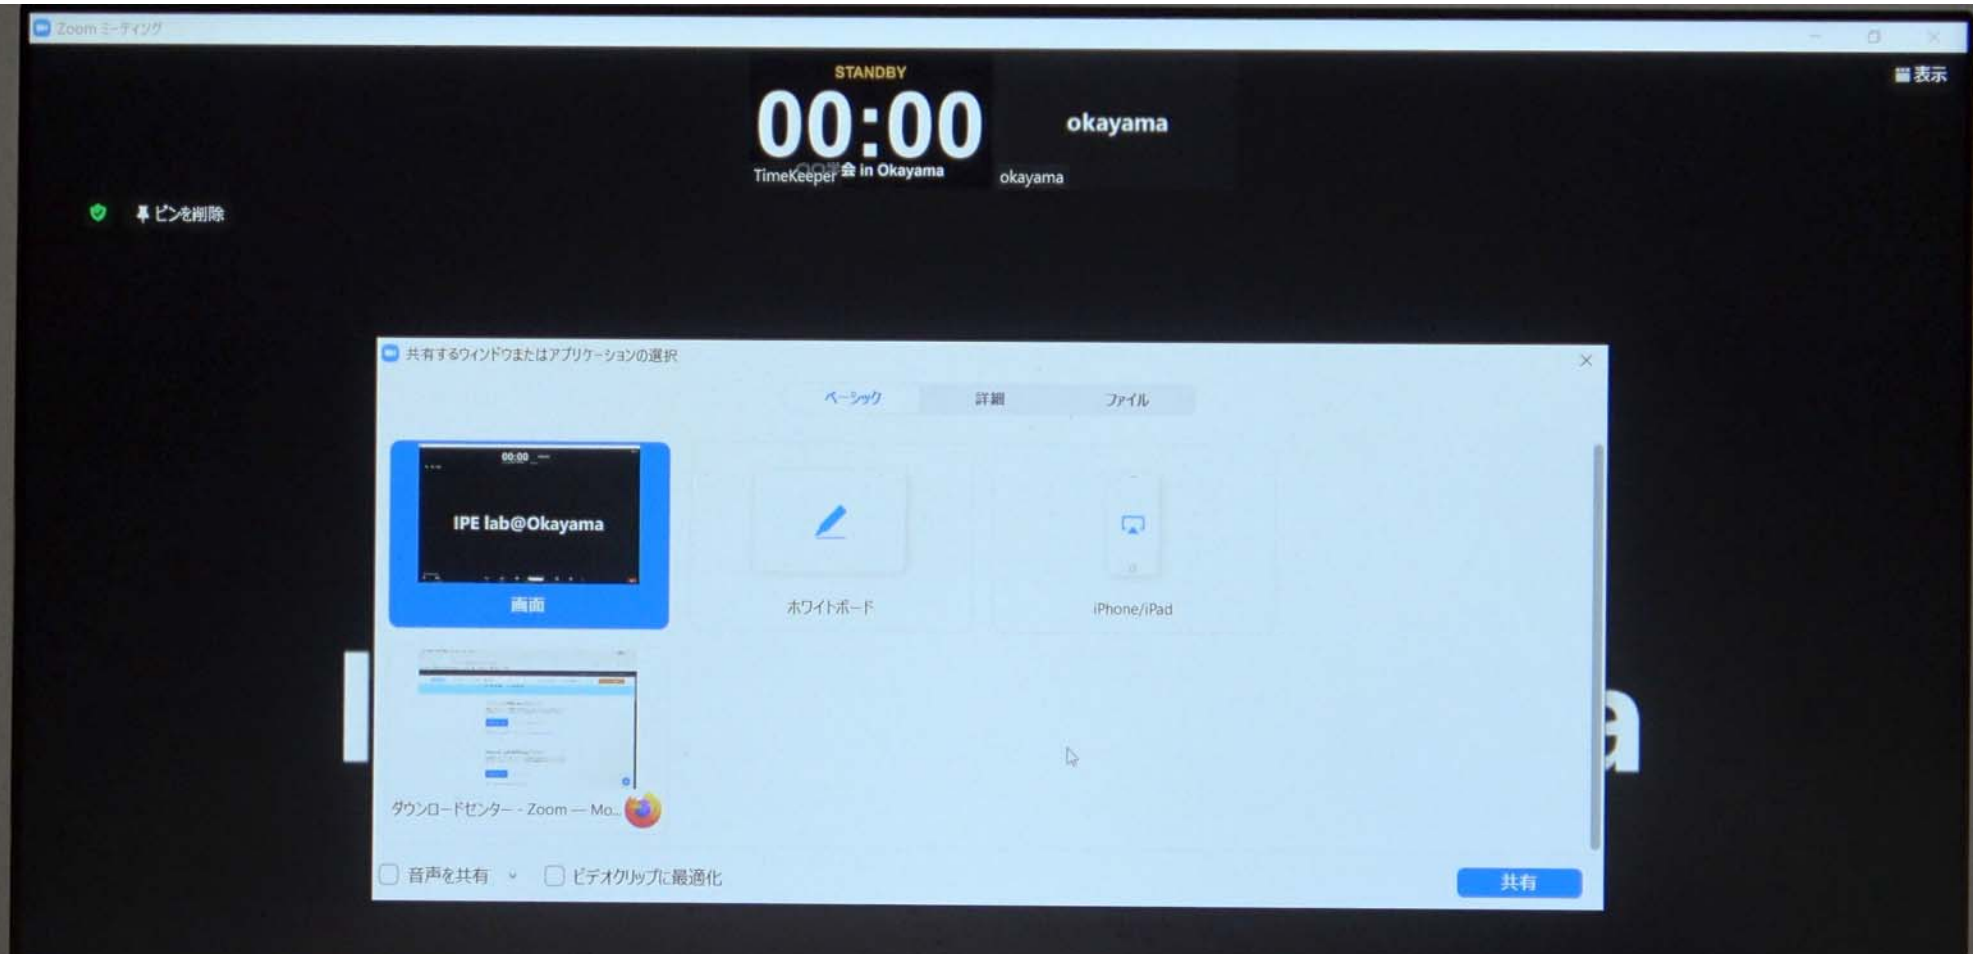 Zoom ミーティング
STANDBY
00:00
学会 in Okayama
TimeKeeper
okayama
okayama
表示
ピンを削除
共有するウィンドウまたはアプリケーションの選択
ベーシック
詳細
ファイル
00:00
IPE lab@Okayama
画面
ホワイトボード
iPhone/iPad
ダウンロードセンター - Zoom — Mo...
a
音声を共有
ビデオクリップに最適化
共有